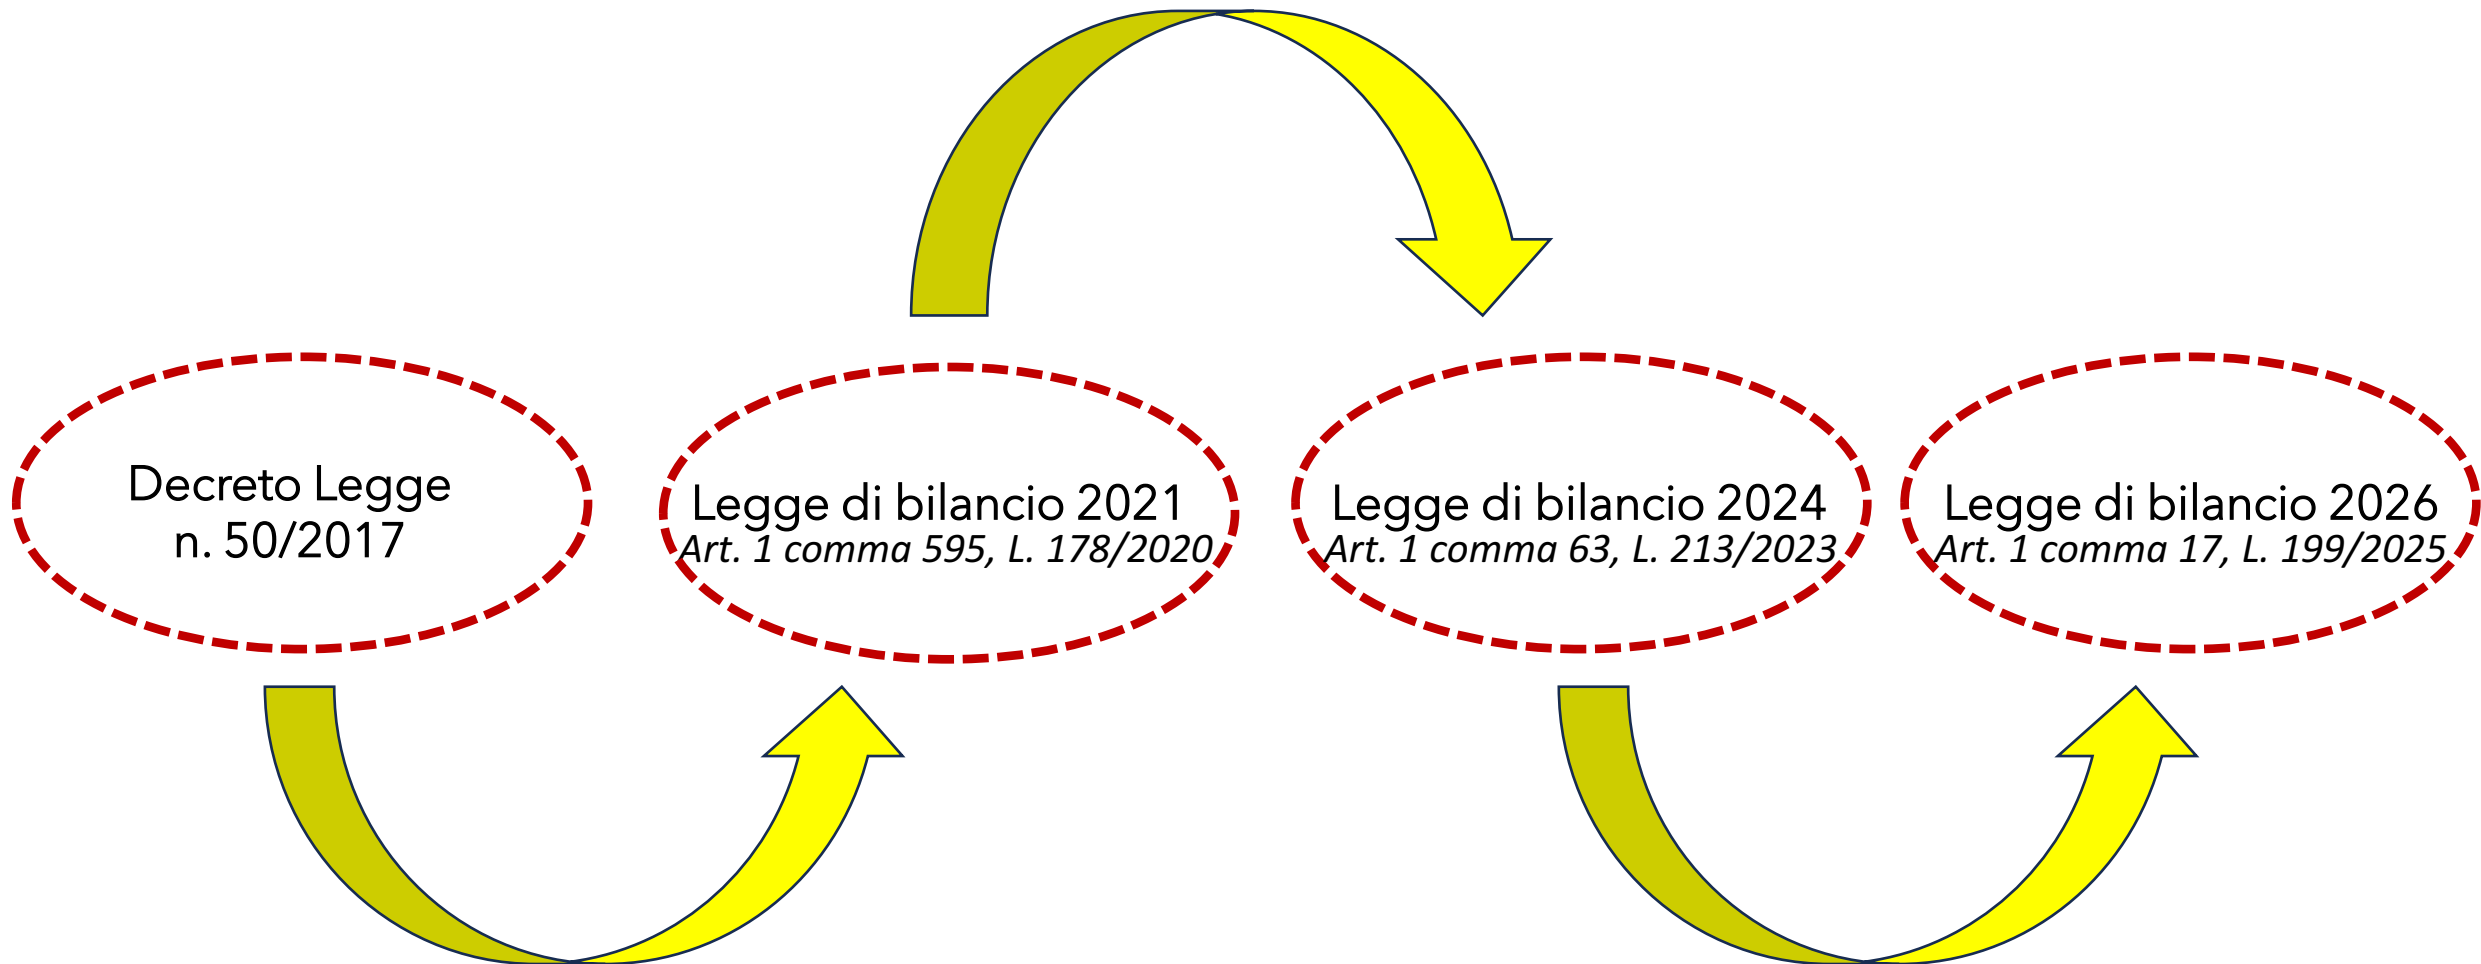 Decreto Legge
n. 50/2017
Legge di bilancio 2021
Art. 1 comma 595, L. 178/2020
Legge di bilancio 2024
Art. 1 comma 63, L. 213/2023
Legge di bilancio 2026
Art. 1 comma 17, L. 199/2025